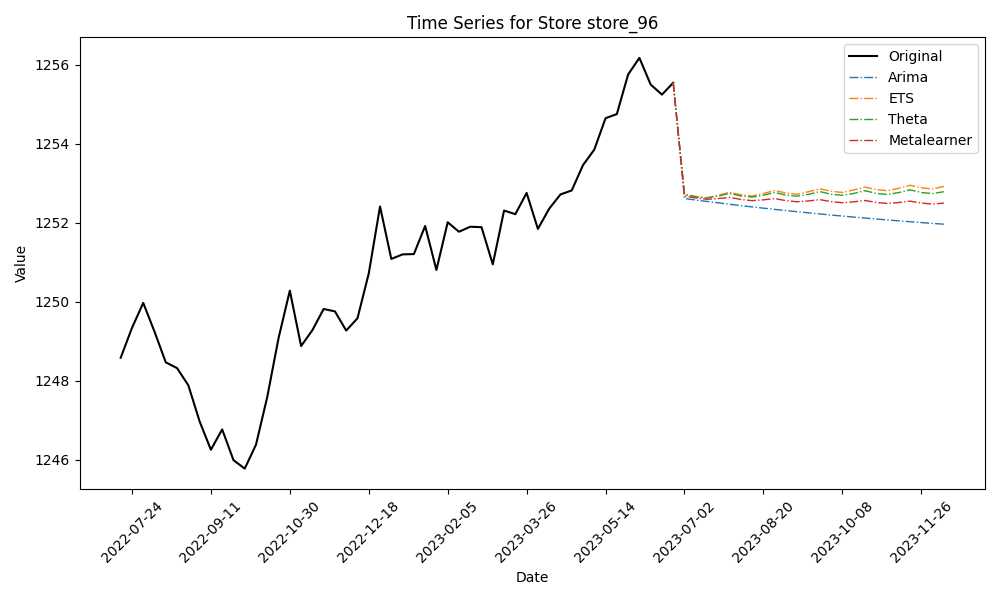 Time Series for Store store_96
Value
1256
1254
1252
1250
1248
1246
Original
Arima
ETS
Theta
Metalearner
2022-07-24
2022-09-11
2022-10-30
2022-12-18
2023-02-05
2023-03-26
2023-05-14
2023-07-02
2023-08-20
2023-10-08
2023-11-26
Date